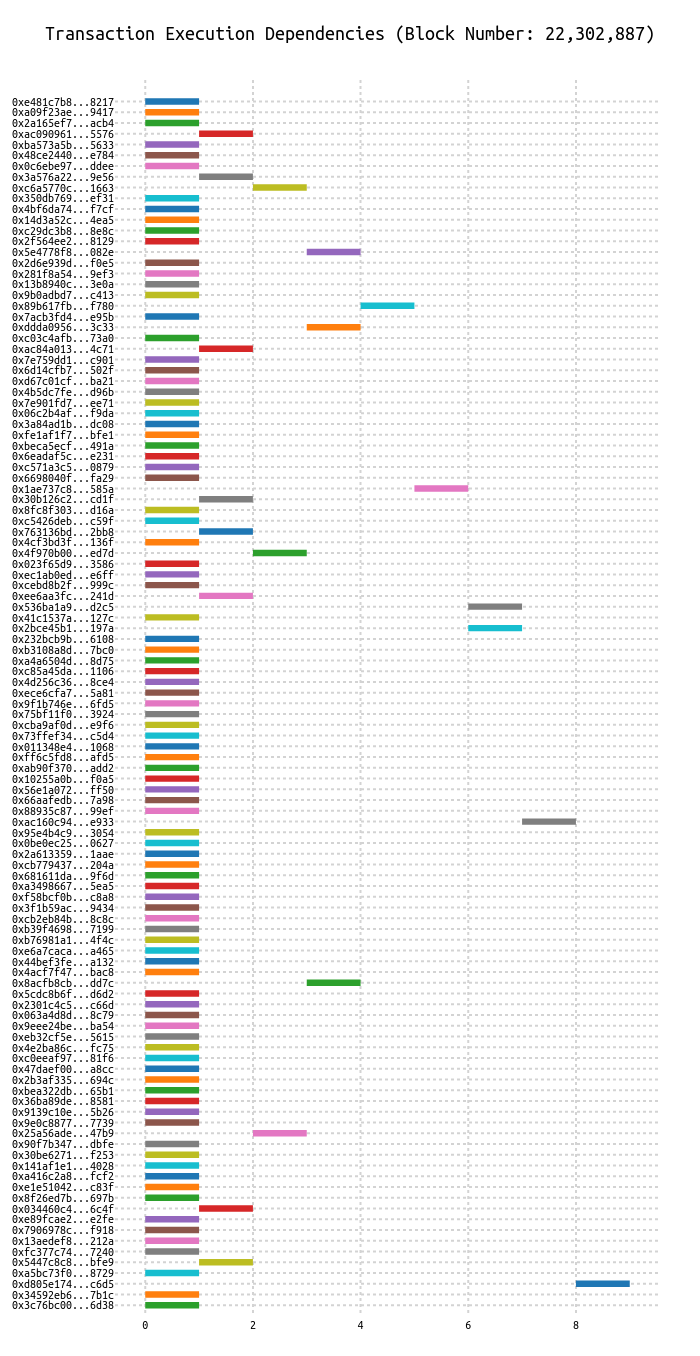 Transaction Execution Dependencies (Block Number: 22,302,887)
0xe481c7b8...8217
0xa09f23ae...9417
0x2a165ef7...acb4
0xac090961...5576
0xba573a5b...5633
0x48ce2440...e784
0x0c6ebe97...ddee
0x3a576a22...9e56
0xc6a5770c...1663
0x350db769...ef31
0x4bf6da74...f7cf
0x14d3a52c...4ea5
0xc29dc3b8...8e8c
0x2f564ee2...8129
0x5e4778f8...082e
0x2d6e939d...f0e5
0x281f8a54...9ef3
0x13b8940c...3e0a
0x9b0adbd7...c413
0x89b617fb...f780
0x7acb3fd4...e95b
0xddda0956...3c33
0xc03c4afb...73a0
0xac84a013...4c71
0x7e759dd1...c901
0x6d14cfb7...502f
0xd67c01cf...ba21
0x4b5dc7fe...d96b
0x7e901fd7...ee71
0x06c2b4af...f9da
0x3a84ad1b...dc08
0xfe1af1f7...bfe1
0xbeca5ecf...491a
0x6eadaf5c...e231
0xc571a3c5...0879
0x6698040f...fa29
0x1ae737c8...585a
0x30b126c2...cd1f
0x8fc8f303...d16a
0xc5426deb...c59f
0x763136bd...2bb8
0x4cf3bd3f...136f
0x4f970b00...ed7d
0x023f65d9...3586
0xec1ab0ed...e6ff
0xcebd8b2f...999c
0xee6aa3fc...241d
0x536ba1a9...d2c5
0x41c1537a...127c
0x2bce45b1...197a
0x232bcb9b...6108
0xb3108a8d...7bc0
0xa4a6504d...8d75
0xc85a45da...1106
0x4d256c36...8ce4
0xece6cfa7...5a81
0x9f1b746e...6fd5
0x75bf11f0...3924
0xcba9af0d...e9f6
0x73ffef34...c5d4
0x011348e4...1068
0xff6c5fd8...afd5
0xab90f370...add2
0x10255a0b...f0a5
0x56e1a072...ff50
0x66aafedb...7a98
0x88935c87...99ef
0xac160c94...e933
0x95e4b4c9...3054
0x0be0ec25...0627
0x2a613359...1aae
0xcb779437...204a
0x681611da...9f6d
0xa3498667...5ea5
0xf58bcf0b...c8a8
0x3f1b59ac...9434
0xcb2eb84b...8c8c
0xb39f4698...7199
0xb76981a1...4f4c
0xe6a7caca...a465
0x44bef3fe...a132
0x4acf7f47...bac8
0x8acfb8cb...dd7c
0x5cdc8b6f...d6d2
0x2301c4c5...c66d
0x063a4d8d...8c79
0x9eee24be...ba54
0xeb32cf5e...5615
0x4e2ba86c...fc75
0xc0eeaf97...81f6
0x47daef00...a8cc
0x2b3af335...694c
0xbea322db...65b1
0x36ba89de...8581
0x9139c10e...5b26
0x9e0c8877...7739
0x25a56ade...47b9
0x90f7b347...dbfe
0x30be6271...f253
0x141af1e1...4028
0xa416c2a8...fcf2
0xe1e51042...c83f
0x8f26ed7b...697b
0x034460c4...6c4f
0xe89fcae2...e2fe
0x7906978c...f918
0x13aedef8...212a
0xfc377c74...7240
0x5447c8c8...bfe9
0xa5bc73f0...8729
0xd805e174...c6d5
0x34592eb6...7b1c
0x3c76bc00...6d38
0 2 4 6 8